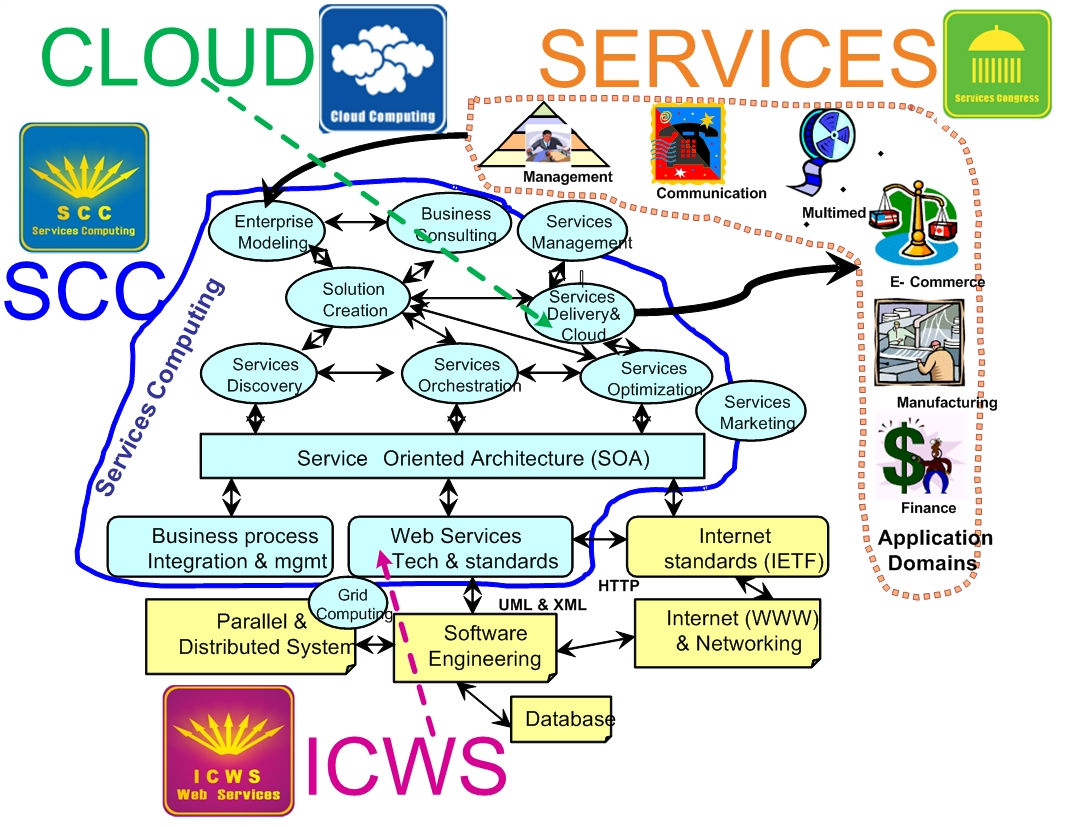 CLOUD
Cloud Computing
SERVICES
Services Congress
SCC
Services Computing
SCC
Services Computing
Management
Communication
Multimed
E- Commerce
Manufacturing
Finance
Application
Domains
Enterprise
Modeling
Business
Consulting
Services
Management
Solution
Creation
Services
Delivery&
Cloud
Services
Discovery
Services
Orchestration
Services
Optimization
Services
Marketing
Service Oriented Architecture (SOA)
Business process
Integration & mgmt
Web Services
Tech & standards
Internet
standards (IETF)
HTTP
UML & XML
Grid
Computing
Parallel &
Distributed System
Software
Engineering
Internet (WWW)
& Networking
Database
ICWS
Web Services
ICWS